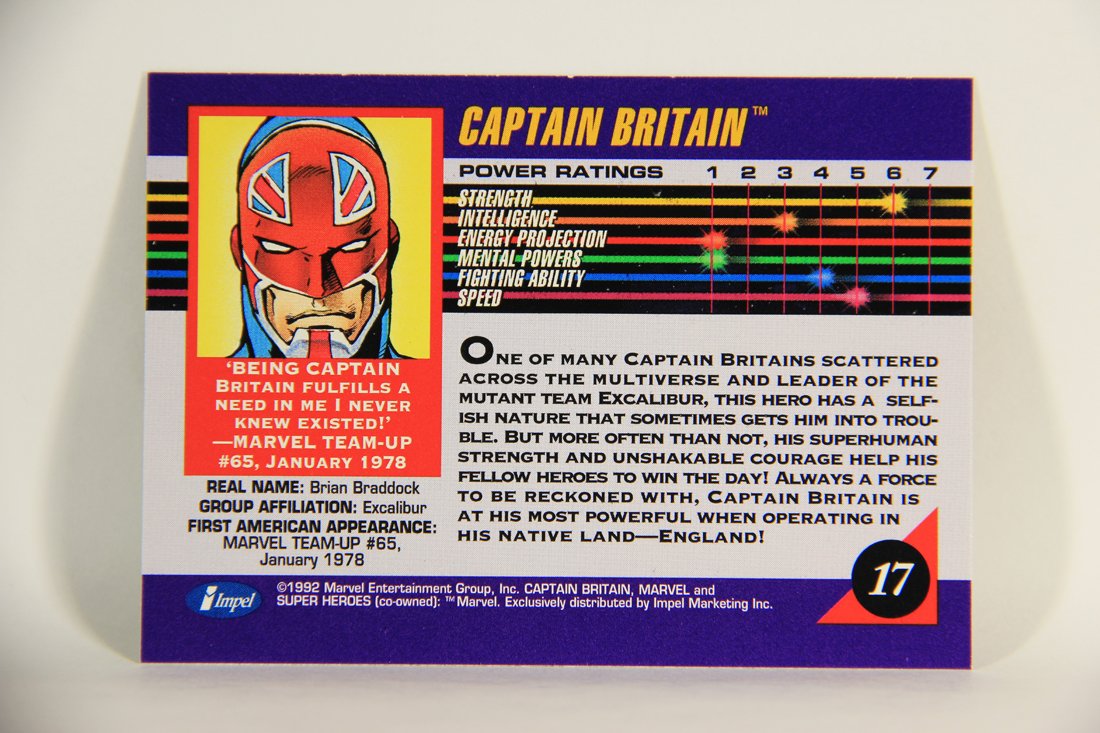 CAPTAIN BRITAIN™
POWER RATINGS 1 2 3 4 5 6 7
STRENGTH
INTELLIGENCE
ENERGY PROJECTION
MENTAL POWERS
FIGHTING ABILITY
SPEED
'BEING CAPTAIN
BRITAIN FULFILLS A
NEED IN ME I NEVER
KNEW EXISTED!'
—MARVEL TEAM-UP
#65, JANUARY 1978
REAL NAME: Brian Braddock
GROUP AFFILIATION: Excalibur
FIRST AMERICAN APPEARANCE:
MARVEL TEAM-UP #65,
January 1978
ONE OF MANY CAPTAIN BRITAINS SCATTERED
ACROSS THE MULTIVERSE AND LEADER OF THE
MUTANT TEAM EXCALIBUR, THIS HERO HAS A SELF-
ISH NATURE THAT SOMETIMES GETS HIM INTO TROU-
BLE. BUT MORE OFTEN THAN NOT, HIS SUPERHUMAN
STRENGTH AND UNSHAKABLE COURAGE HELP HIS
FELLOW HEROES TO WIN THE DAY! ALWAYS A FORCE
TO BE RECKONED WITH, CAPTAIN BRITAIN IS
AT HIS MOST POWERFUL WHEN OPERATING IN
HIS NATIVE LAND—ENGLAND!
17
Impel
©1992 Marvel Entertainment Group, Inc. CAPTAIN BRITAIN, MARVEL and
SUPER HEROES (co-owned): ™Marvel. Exclusively distributed by Impel Marketing Inc.